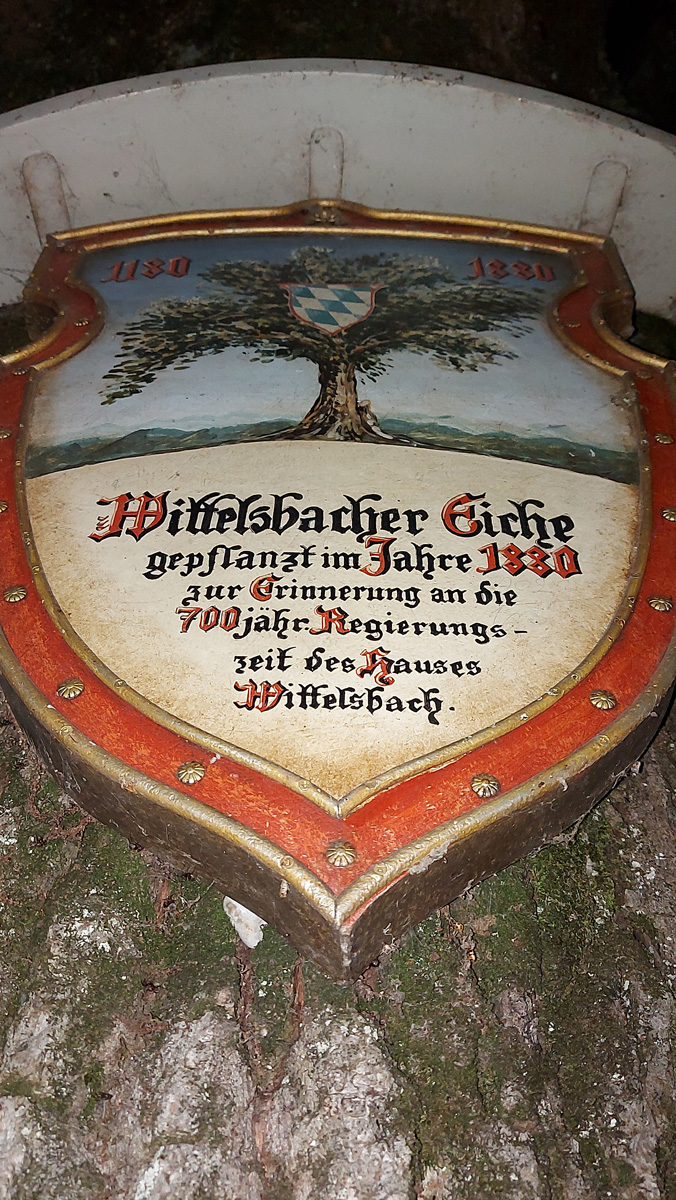 1180 1880
Wittelsbacher Eiche
gepflanzt im Jahre 1880
zur Erinnerung an die
700jähr. Regierungs-
zeit des Hauses
Wittelsbach.